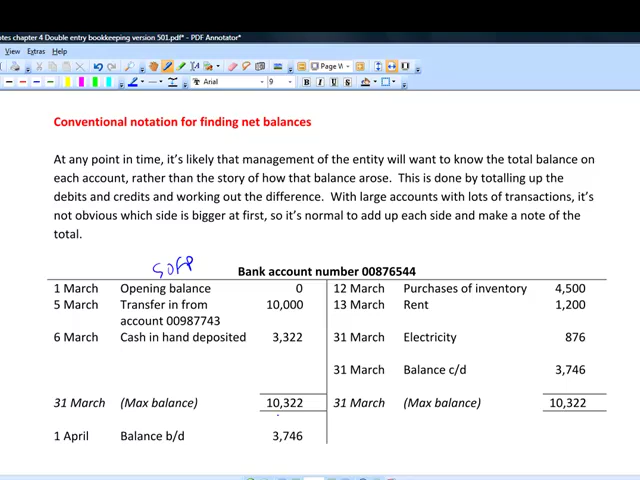 otes chapter 4 Double entry bookkeeping version 501.pdf* - PDF Annotator*
View Extras Help
Page W
Arial 9 B I U S
Conventional notation for finding net balances
At any point in time, it's likely that management of the entity will want to know the total balance on
each account, rather than the story of how that balance arose. This is done by totalling up the
debits and credits and working out the difference. With large accounts with lots of transactions, it's
not obvious which side is bigger at first, so it's normal to add up each side and make a note of the
total.
SOFP
Bank account number 00876544
1 March Opening balance 0 12 March Purchases of inventory 4,500
5 March Transfer in from 10,000 13 March Rent 1,200
account 00987743
6 March Cash in hand deposited 3,322 31 March Electricity 876
31 March Balance c/d 3,746
31 March (Max balance) 10,322 31 March (Max balance) 10,322
1 April Balance b/d 3,746